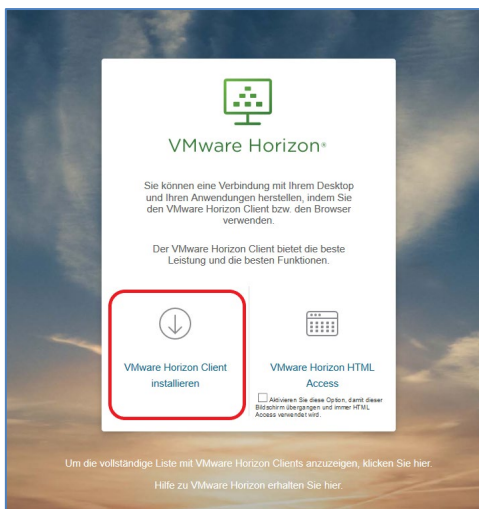 VMware Horizon®
Sie können eine Verbindung mit Ihrem Desktop
und Ihren Anwendungen herstellen, indem Sie
den VMware Horizon Client bzw. den Browser
verwenden.
Der VMware Horizon Client bietet die beste
Leistung und die besten Funktionen.
VMware Horizon Client
installieren
VMware Horizon HTML
Access
Aktivieren Sie diese Option, damit dieser
Bildschirm übergangen und immer HTML
Access verwendet wird.
Um die vollständige Liste mit VMware Horizon Clients anzuzeigen, klicken Sie hier.
Hilfe zu VMware Horizon erhalten Sie hier.